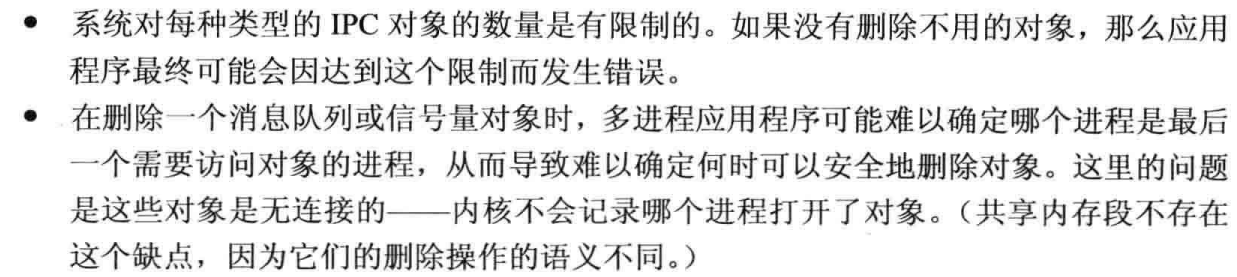 ● 系统对每种类型的 IPC 对象的数量是有限制的。如果没有删除不用的对象，那么应用
程序最终可能会因达到这个限制而发生错误。
● 在删除一个消息队列或信号量对象时，多进程应用程序可能难以确定哪个进程是最后
一个需要访问对象的进程，从而导致难以确定何时可以安全地删除对象。这里的问题
是这些对象是无连接的——内核不会记录哪个进程打开了对象。（共享内存段不存在
这个缺点，因为它们的删除操作的语义不同。）